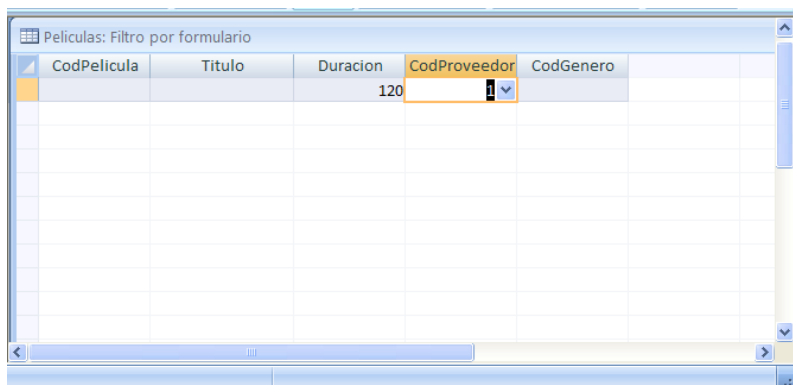 Peliculas: Filtro por formulario
CodPelicula Titulo Duracion CodProveedor CodGenero
120 1